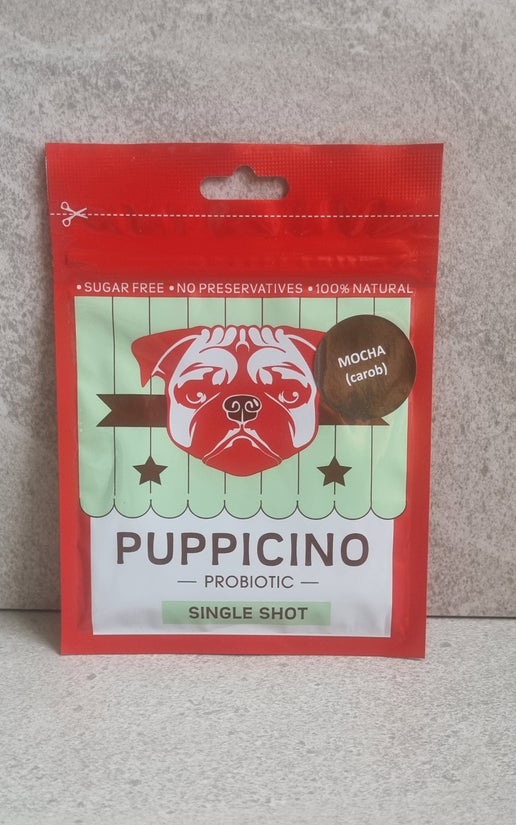 • SUGAR FREE • NO PRESERVATIVES • 100% NATURAL
MOCHA
(carob)
PUPPICINO
— PROBIOTIC —
SINGLE SHOT